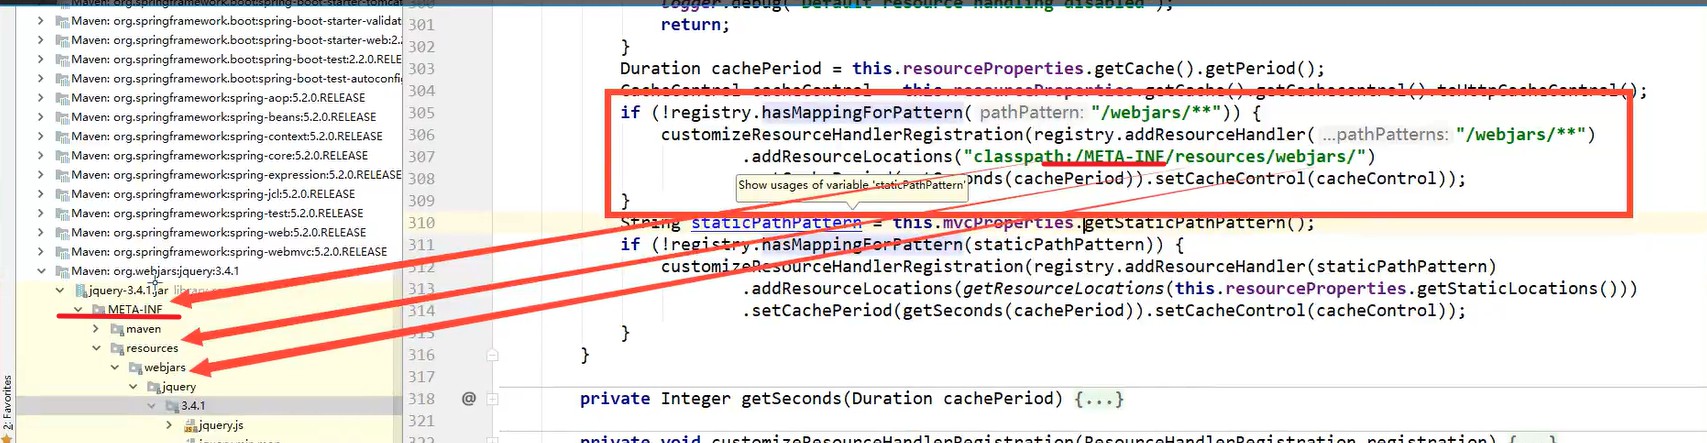 Maven: org.springframework.boot:spring-boot-starter-tomcat
Maven: org.springframework.boot:spring-boot-starter-validat
Maven: org.springframework.boot:spring-boot-starter-web:2.2
Maven: org.springframework.boot:spring-boot-test:2.2.0.RELE
Maven: org.springframework.boot:spring-boot-test-autoconfig
Maven: org.springframework:spring-aop:5.2.0.RELEASE
Maven: org.springframework:spring-beans:5.2.0.RELEASE
Maven: org.springframework:spring-context:5.2.0.RELEASE
Maven: org.springframework:spring-core:5.2.0.RELEASE
Maven: org.springframework:spring-expression:5.2.0.RELEASE
Maven: org.springframework:spring-jcl:5.2.0.RELEASE
Maven: org.springframework:spring-test:5.2.0.RELEASE
Maven: org.springframework:spring-web:5.2.0.RELEASE
Maven: org.springframework:spring-webmvc:5.2.0.RELEASE
Maven: org.webjars:jquery:3.4.1
jquery-3.4.1.jar library
META-INF
maven
resources
webjars
jquery
3.4.1
jquery.js
2: Favorites
300 logger.debug("Default resource handling disabled");
301 return;
302 }
303 Duration cachePeriod = this.resourceProperties.getCache().getPeriod();
304 CacheControl cacheControl = this.resourceProperties.getCache().getCachecontrol().toHttpCacheControl();
305 if (!registry.hasMappingForPattern( pathPattern: "/webjars/**")) {
306 customizeResourceHandlerRegistration(registry.addResourceHandler( ...pathPatterns: "/webjars/**")
307 .addResourceLocations("classpath:/META-INF/resources/webjars/")
308 (cachePeriod)).setCacheControl(cacheControl));
Show usages of variable 'staticPathPattern'
309 }
310 String staticPathPattern = this.mvcProperties.getStaticPathPattern();
311 if (!registry.hasMappingForPattern(staticPathPattern)) {
312 customizeResourceHandlerRegistration(registry.addResourceHandler(staticPathPattern)
313 .addResourceLocations(getResourceLocations(this.resourceProperties.getStaticLocations()))
314 .setCachePeriod(getSeconds(cachePeriod)).setCacheControl(cacheControl));
315 }
316 }
317
318 @ private Integer getSeconds(Duration cachePeriod) {...}
321
322 private void customizeResourceHandlerRegistration(ResourceHandlerRegistration registration) {...}